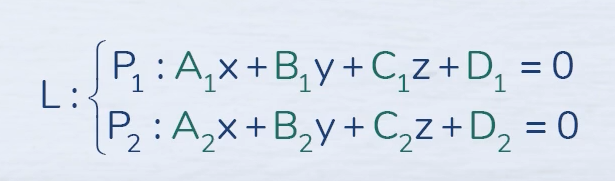 L : { P₁ : A₁x + B₁y + C₁z + D₁ = 0
P₂ : A₂x + B₂y + C₂z + D₂ = 0